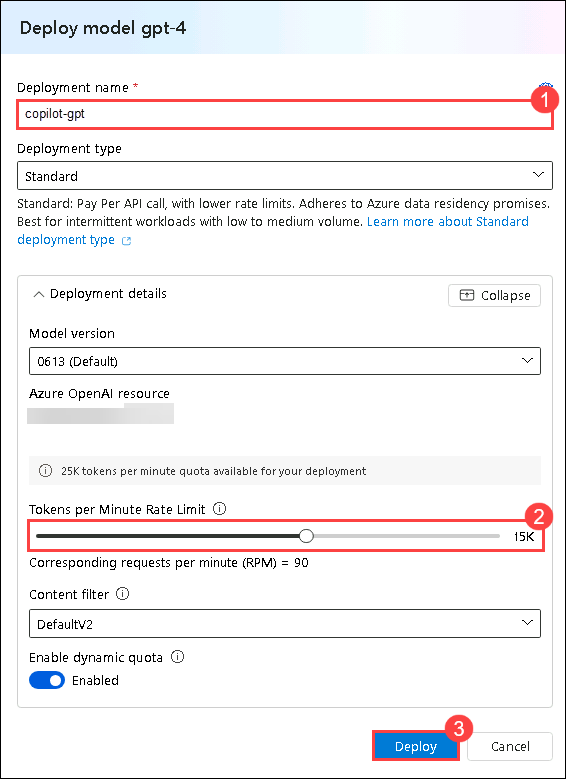 Deploy model gpt-4
Deployment name *
1
copilot-gpt
Deployment type
Standard
Standard: Pay Per API call, with lower rate limits. Adheres to Azure data residency promises.
Best for intermittent workloads with low to medium volume. Learn more about Standard
deployment type
Deployment details
Collapse
Model version
0613 (Default)
Azure OpenAI resource
25K tokens per minute quota available for your deployment
Tokens per Minute Rate Limit
2
15K
Corresponding requests per minute (RPM) = 90
Content filter
DefaultV2
Enable dynamic quota
Enabled
3
Deploy
Cancel